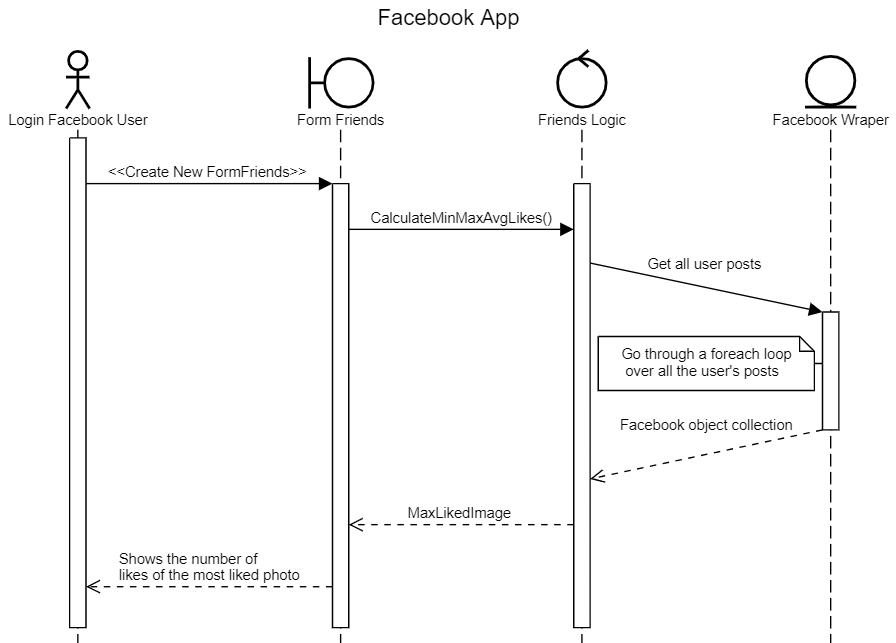 Facebook App
Login Facebook User
Form Friends
Friends Logic
Facebook Wraper
<<Create New FormFriends>>
CalculateMinMaxAvgLikes()
Get all user posts
Go through a foreach loop
over all the user's posts
Facebook object collection
MaxLikedImage
Shows the number of
likes of the most liked photo